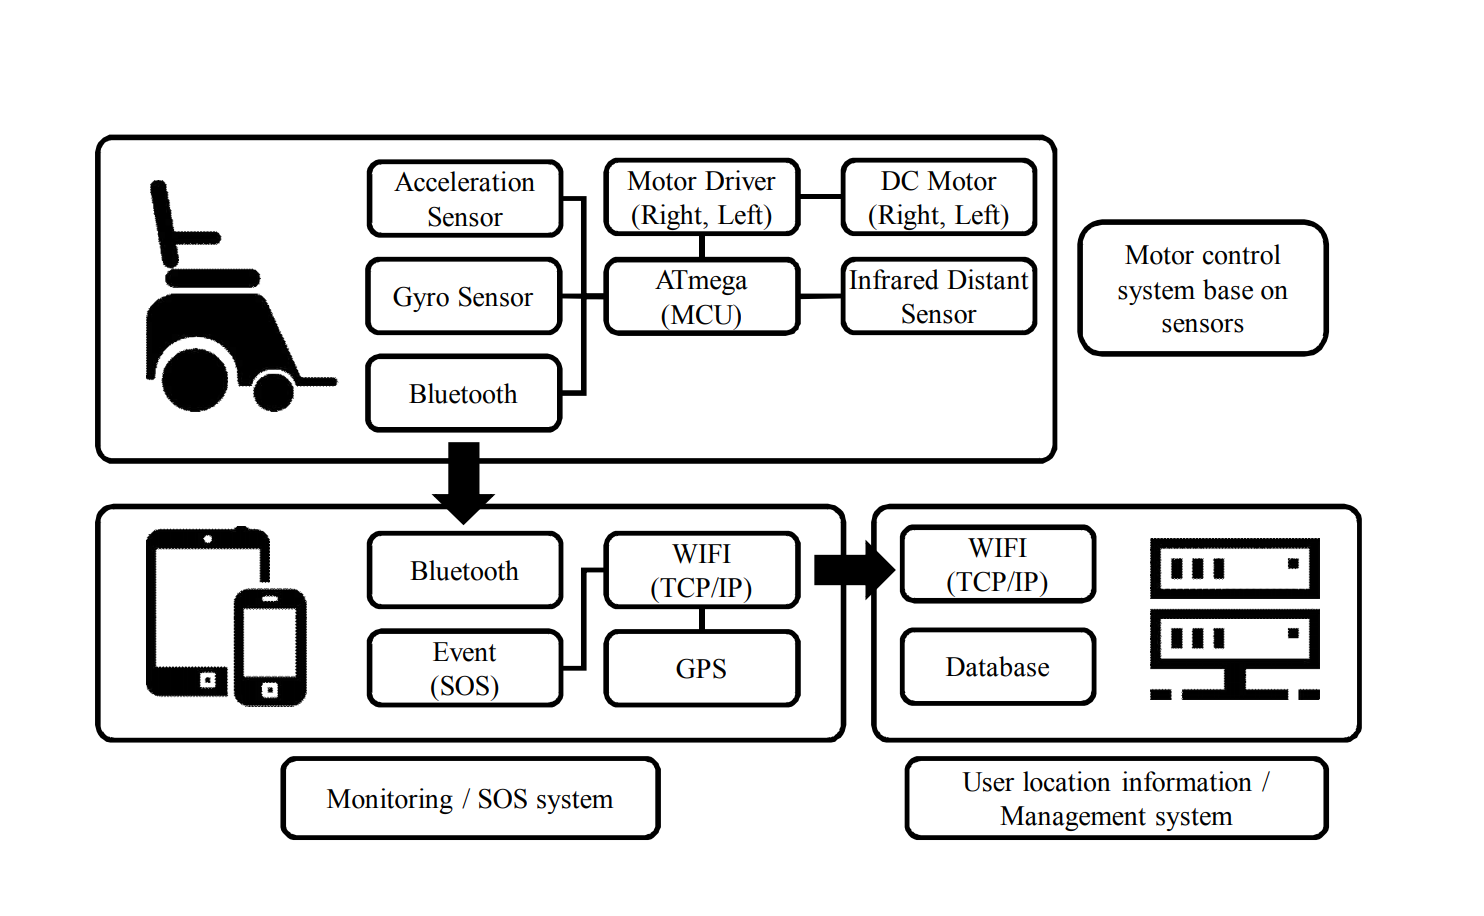 Acceleration
Sensor
Motor Driver
(Right, Left)
DC Motor
(Right, Left)
Gyro Sensor
ATmega
(MCU)
Infrared Distant
Sensor
Bluetooth
Motor control
system base on
sensors
Bluetooth
WIFI
(TCP/IP)
Event
(SOS)
GPS
WIFI
(TCP/IP)
Database
Monitoring / SOS system
User location information /
Management system